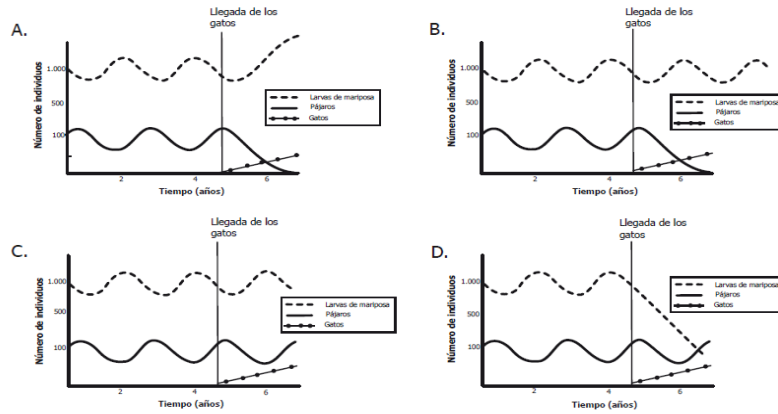 A.
Llegada de los
gatos
Número de individuos
1.000
500
100
Larvas de mariposa
Pájaros
Gatos
2
4
6
Tiempo (años)
B.
Llegada de los
gatos
Número de individuos
1.000
500
100
Larvas de mariposa
Pájaros
Gatos
2
4
6
Tiempo (años)
C.
Llegada de los
gatos
Número de individuos
1.000
500
100
Larvas de mariposa
Pájaros
Gatos
2
4
6
Tiempo (años)
D.
Llegada de los
gatos
Número de individuos
1.000
500
100
Larvas de mariposa
Pájaros
Gatos
2
4
6
Tiempo (años)